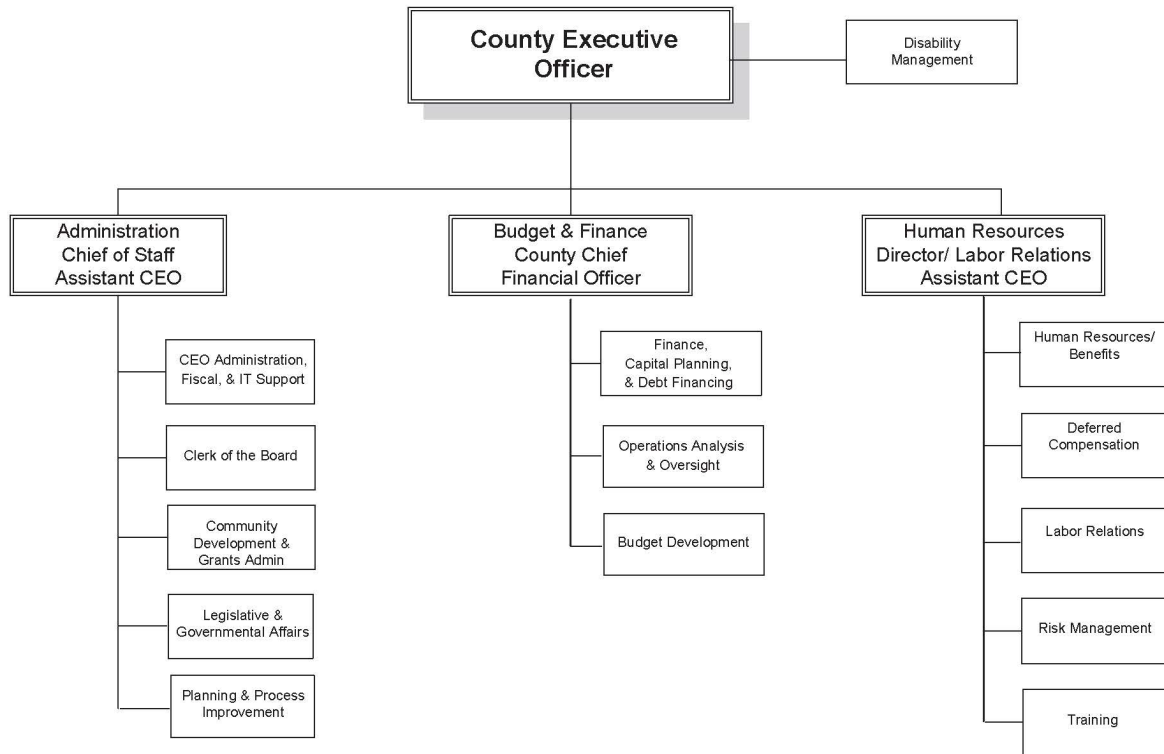 County Executive
Officer
Disability
Management
Administration
Chief of Staff
Assistant CEO
Budget & Finance
County Chief
Financial Officer
Human Resources
Director/ Labor Relations
Assistant CEO
CEO Administration,
Fiscal, & IT Support
Clerk of the Board
Community
Development &
Grants Admin
Legislative &
Governmental Affairs
Planning & Process
Improvement
Finance,
Capital Planning,
& Debt Financing
Operations Analysis
& Oversight
Budget Development
Human Resources/
Benefits
Deferred
Compensation
Labor Relations
Risk Management
Training